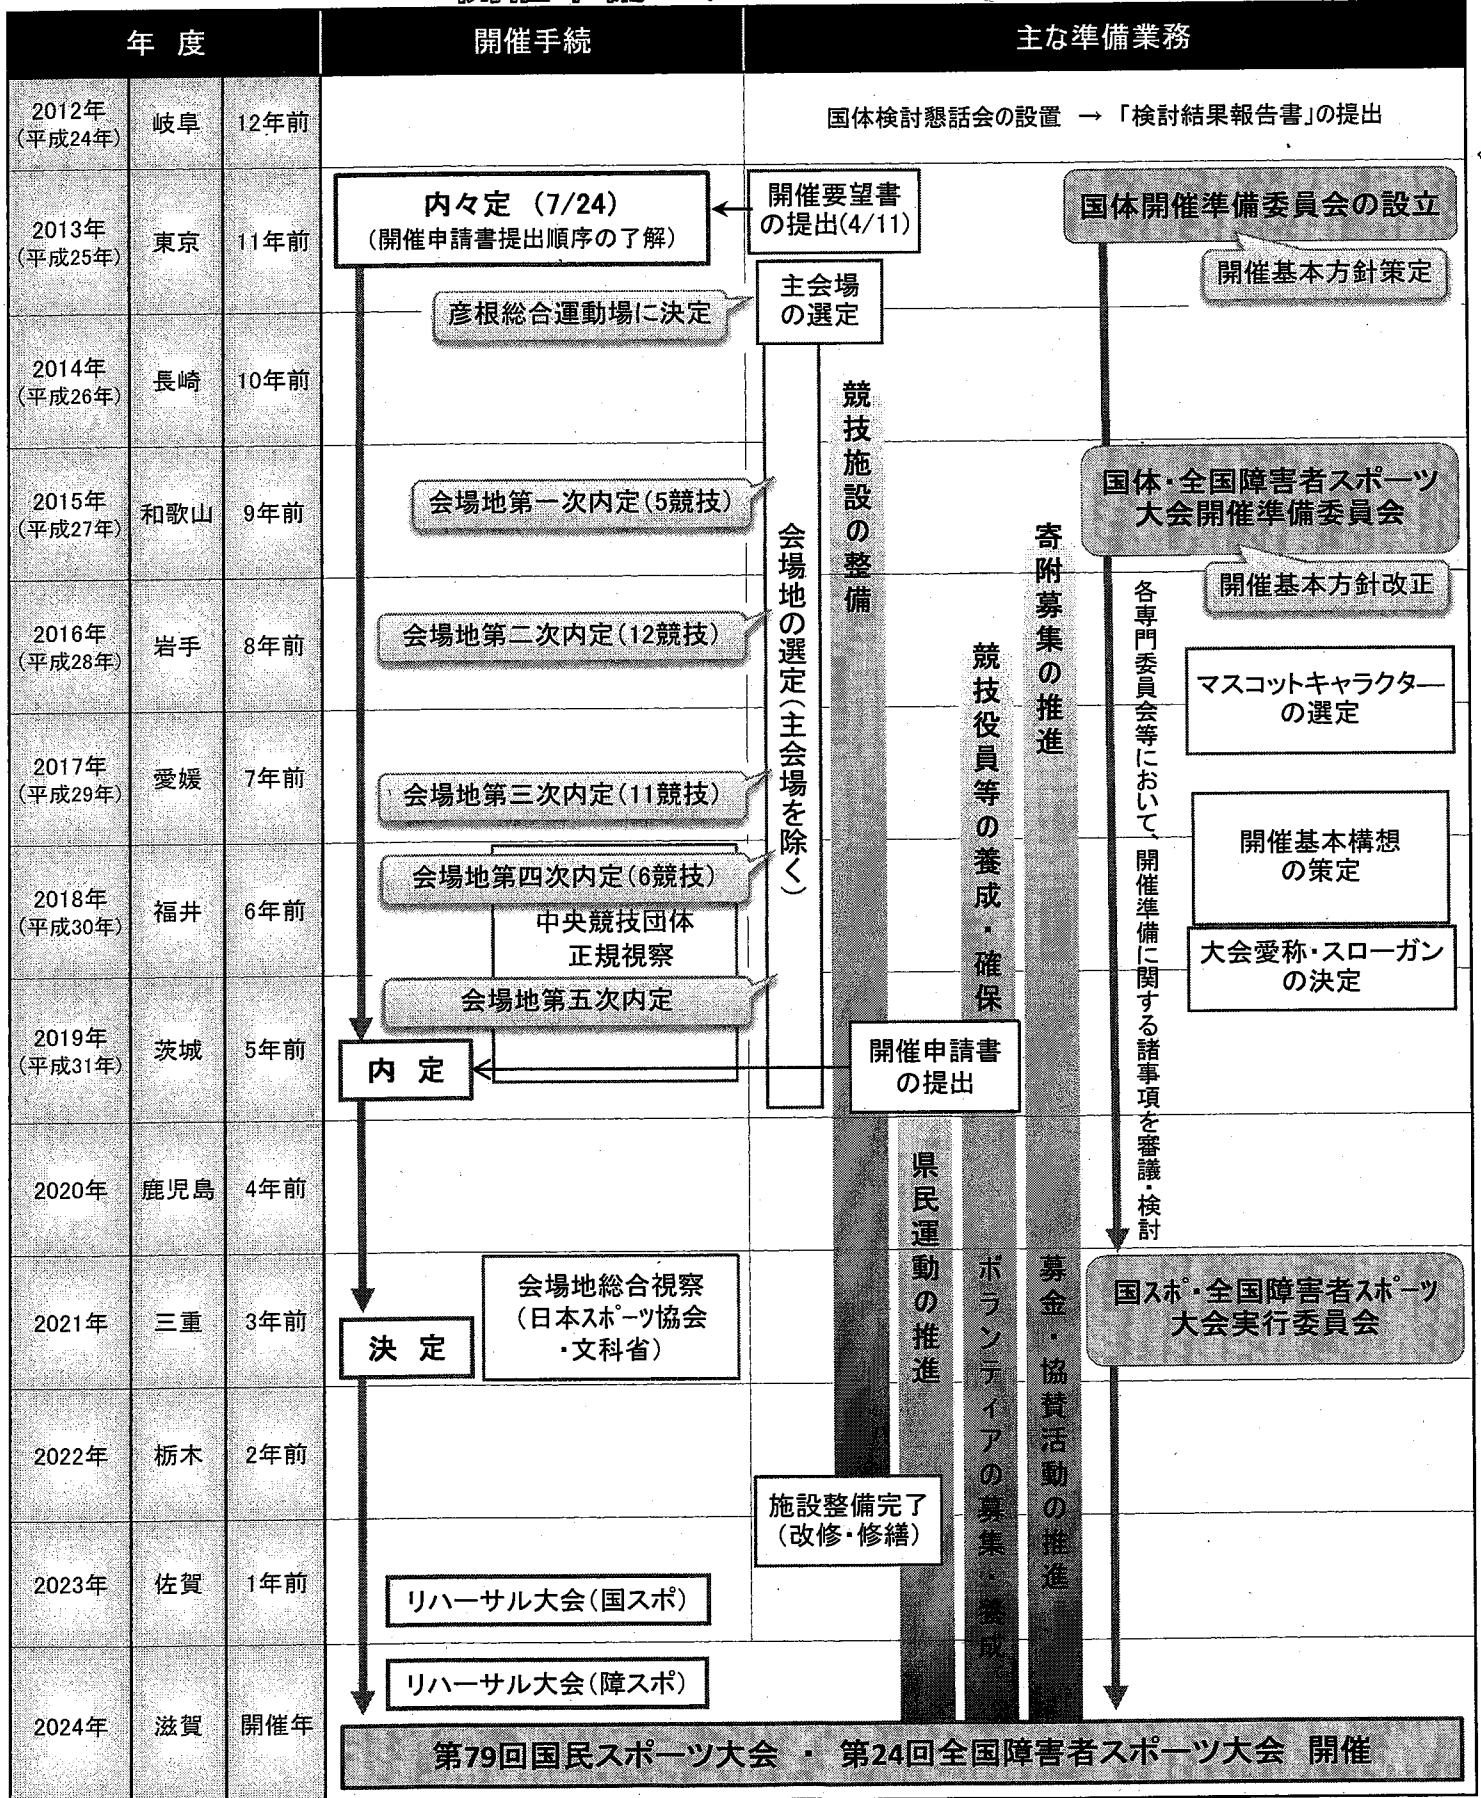 年 度
開催手続
主な準備業務
2012年
(平成24年)
岐阜
12年前
国体検討懇話会の設置 → 「検討結果報告書」の提出
2013年
(平成25年)
東京
11年前
内々定 (7/24)
(開催申請書提出順序の了解)
開催要望書
の提出(4/11)
国体開催準備委員会の設立
開催基本方針策定
彦根総合運動場に決定
主会場
の選定
2014年
(平成26年)
長崎
10年前
競技施設の整備
2015年
(平成27年)
和歌山
9年前
会場地第一次内定(5競技)
会場地の選定(主会場を除く)
寄附募集の推進
国体・全国障害者スポーツ
大会開催準備委員会
開催基本方針改正
各専門委員会等において、開催準備に関する諸事項を審議・検討
2016年
(平成28年)
岩手
8年前
会場地第二次内定(12競技)
競技役員等の養成・確保
マスコットキャラクター
の選定
2017年
(平成29年)
愛媛
7年前
会場地第三次内定(11競技)
開催基本構想
の策定
2018年
(平成30年)
福井
6年前
会場地第四次内定(6競技)
中央競技団体
正規視察
大会愛称・スローガン
の決定
会場地第五次内定
2019年
(平成31年)
茨城
5年前
内 定
開催申請書
の提出
2020年
鹿児島
4年前
県民運動の推進
2021年
三重
3年前
決 定
会場地総合視察
(日本スポーツ協会
・文科省)
ボランティアの募集・養成
募金・協賛活動の推進
国スポ・全国障害者スポーツ
大会実行委員会
2022年
栃木
2年前
施設整備完了
(改修・修繕)
2023年
佐賀
1年前
リハーサル大会(国スポ)
リハーサル大会(障スポ)
2024年
滋賀
開催年
第79回国民スポーツ大会 ・ 第24回全国障害者スポーツ大会 開催